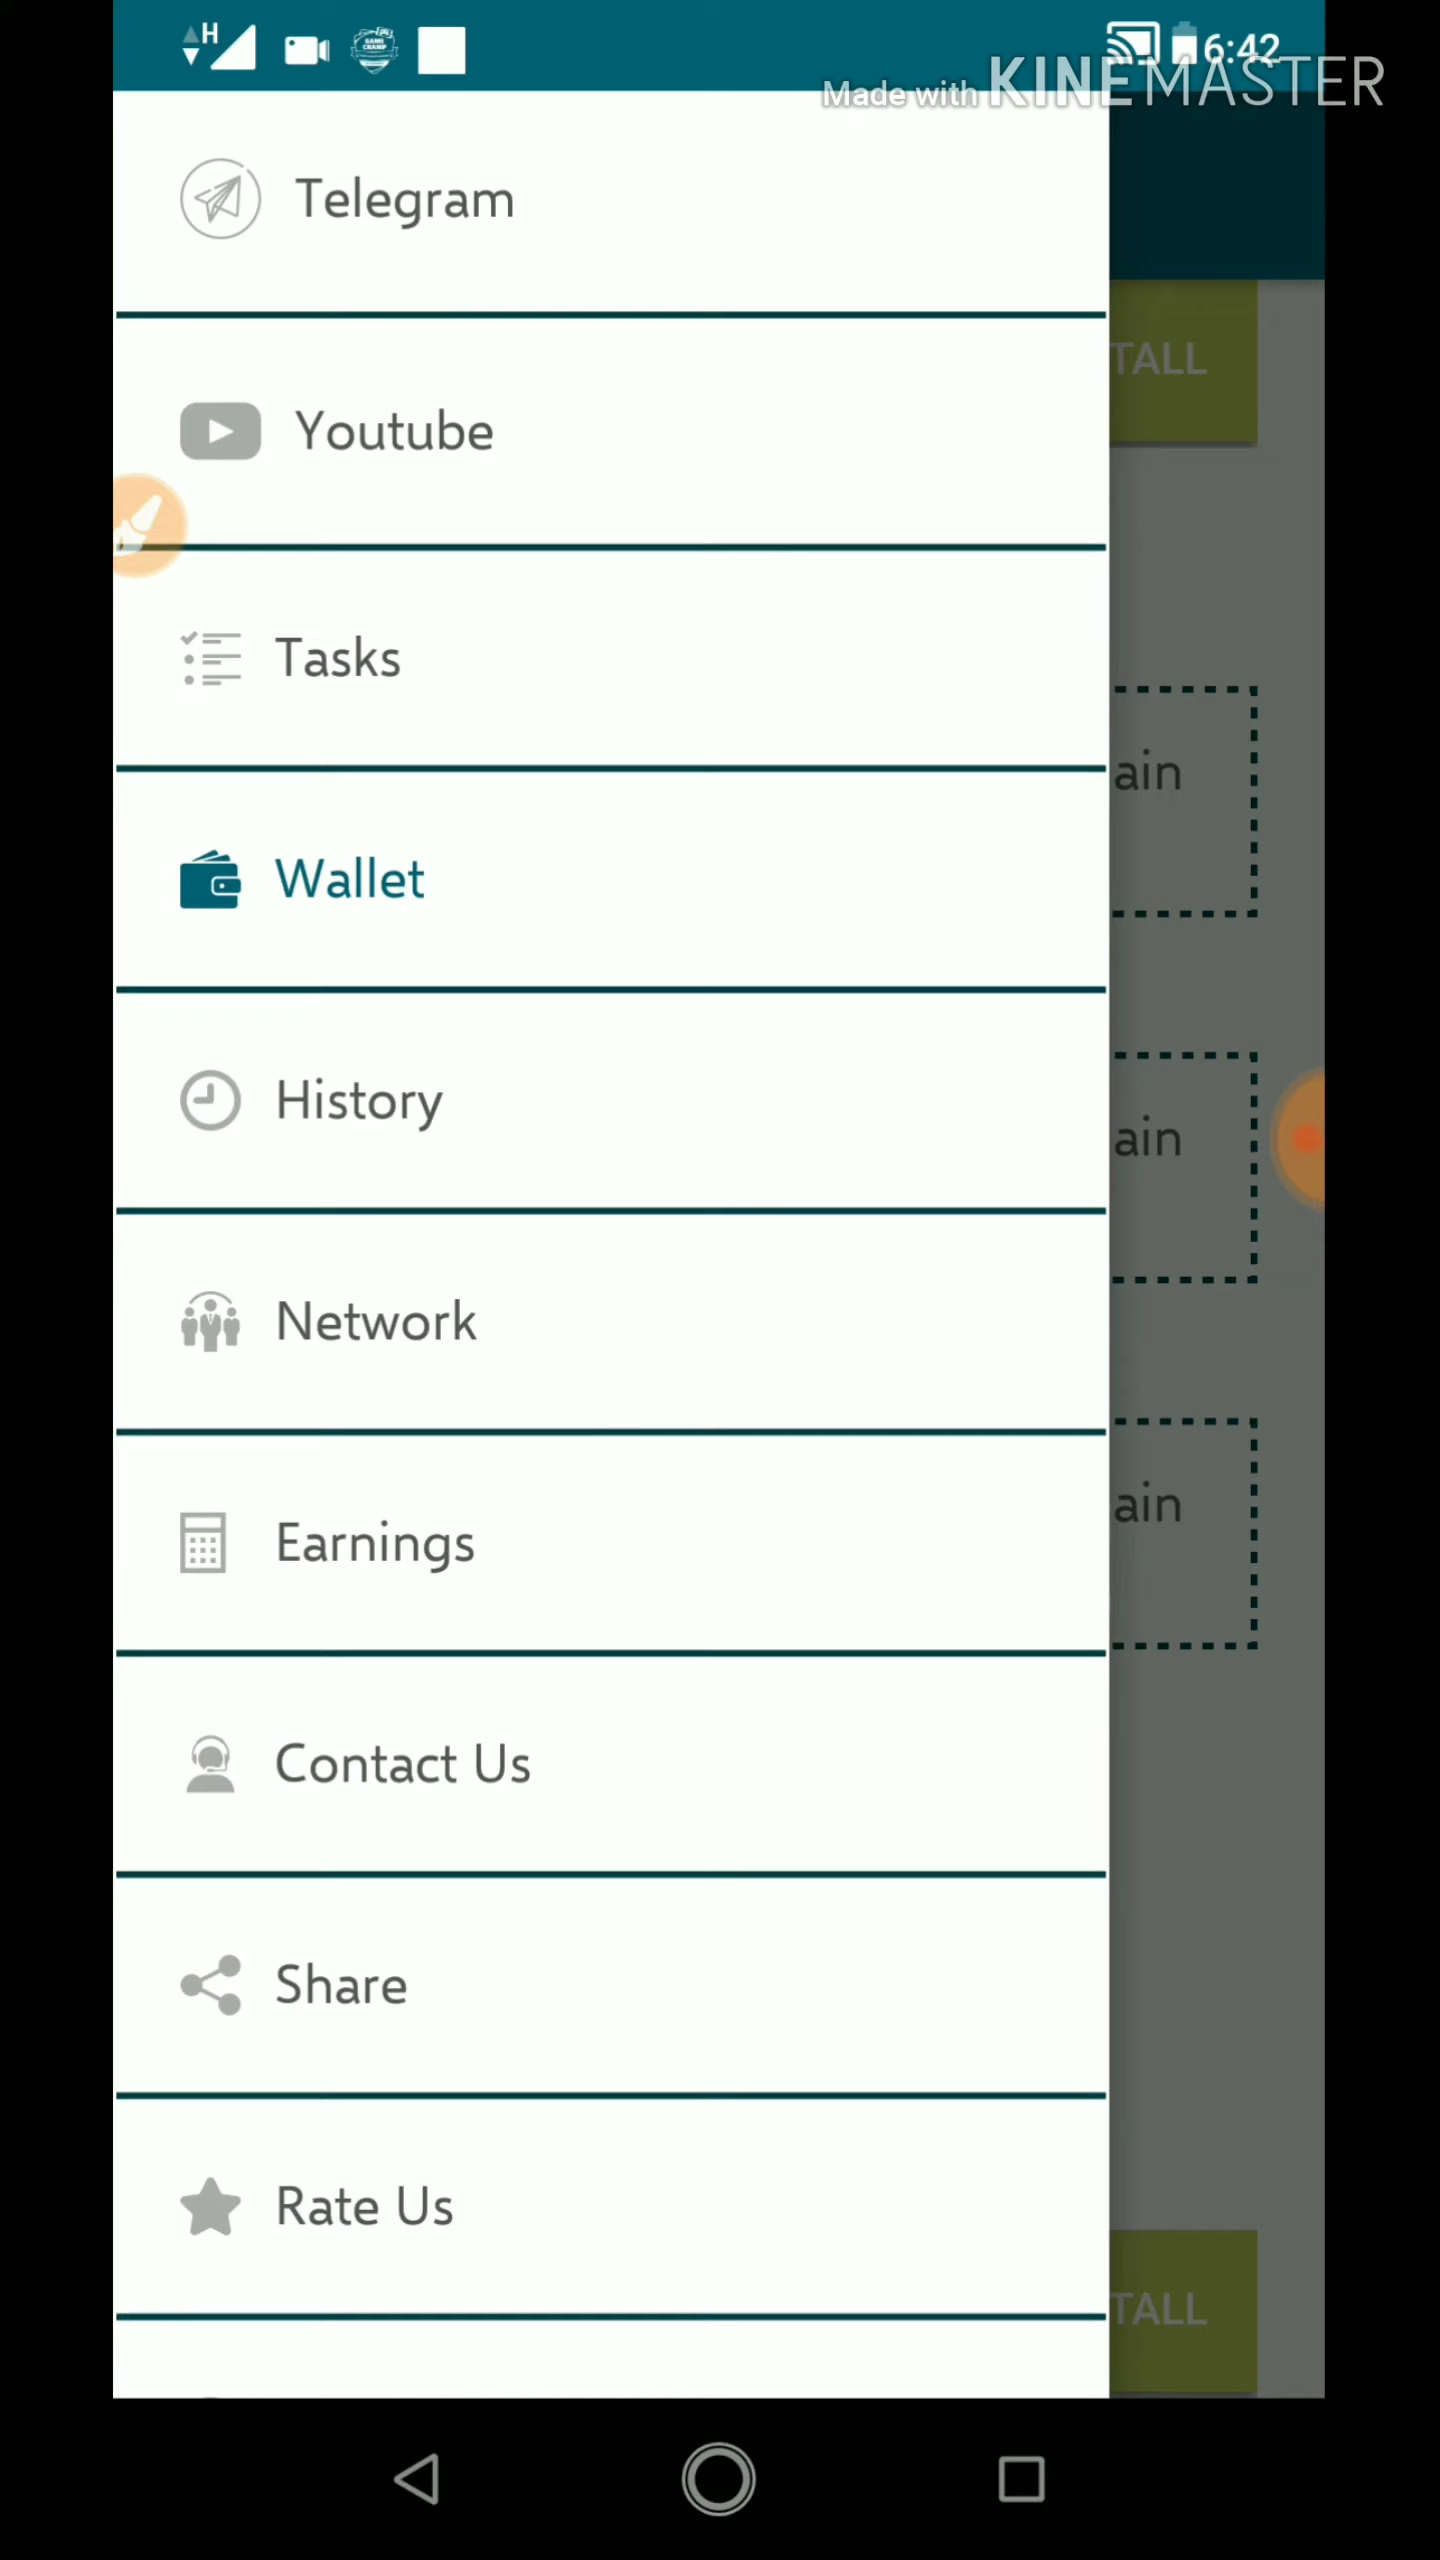 H
6:42
Made with KINEMASTER
Telegram
TALL
Youtube
Tasks
ain
Wallet
History
ain
Network
Earnings
ain
Contact Us
Share
Rate Us
TALL